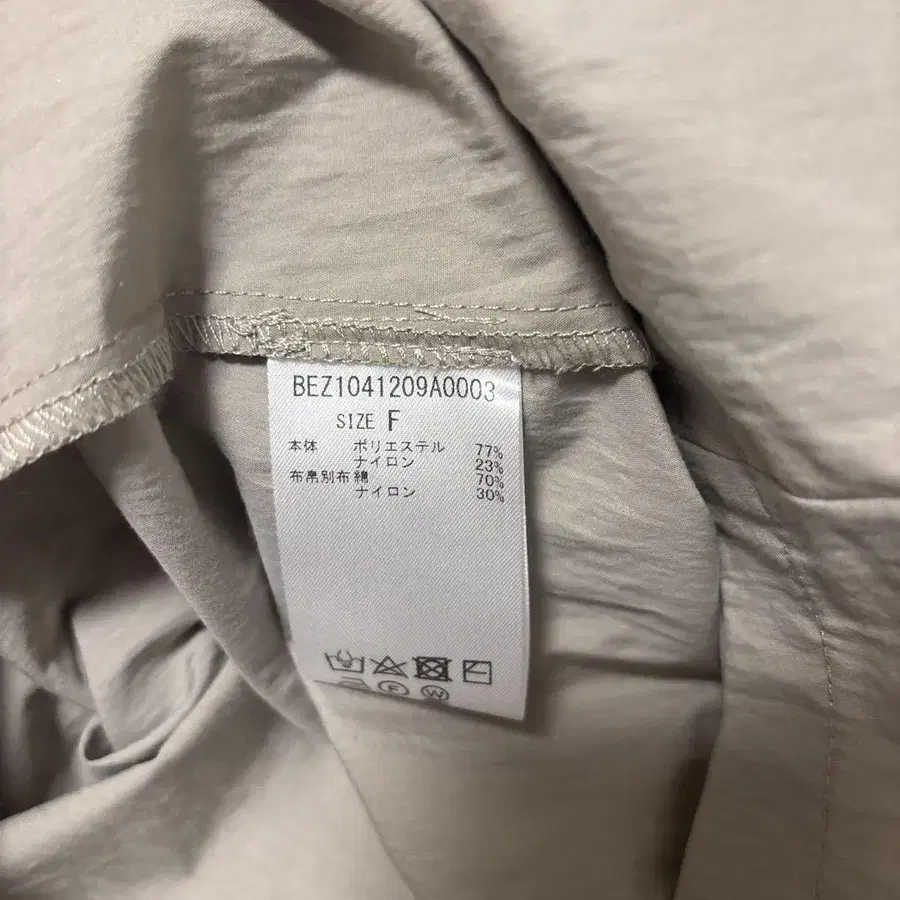 BEZ1041209A0003
SIZE F
本体 ポリエステル 77%
ナイロン 23%
布帛別布綿 70%
ナイロン 30%
F W